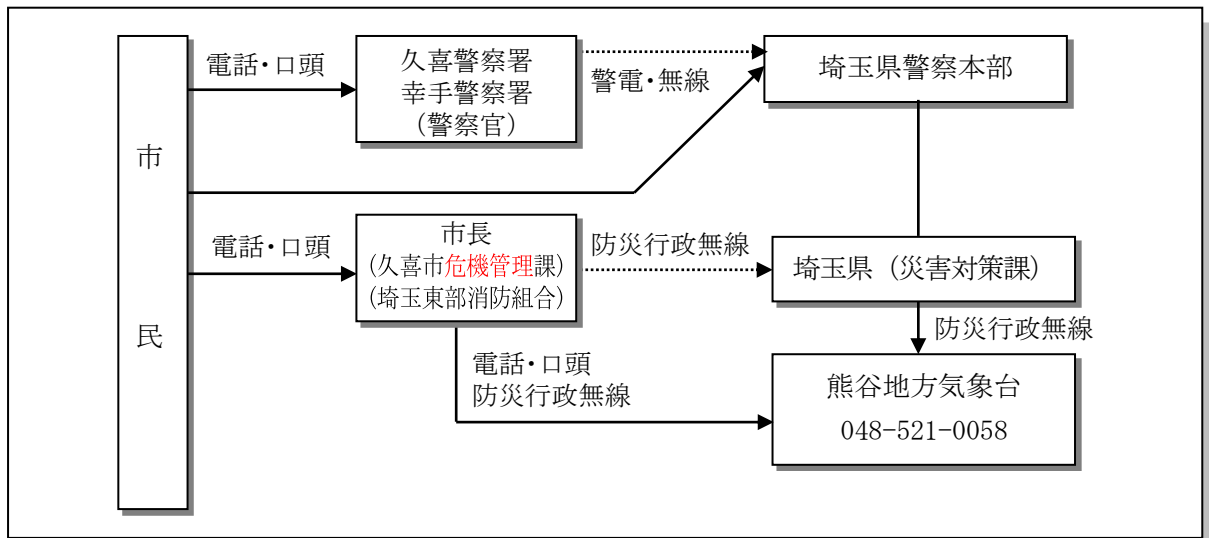 市
民
電話・口頭
久喜警察署
幸手警察署
（警察官）
警電・無線
埼玉県警察本部
電話・口頭
市長
(久喜市危機管理課)
(埼玉東部消防組合)
防災行政無線
埼玉県（災害対策課）
防災行政無線
電話・口頭
防災行政無線
熊谷地方気象台
048-521-0058